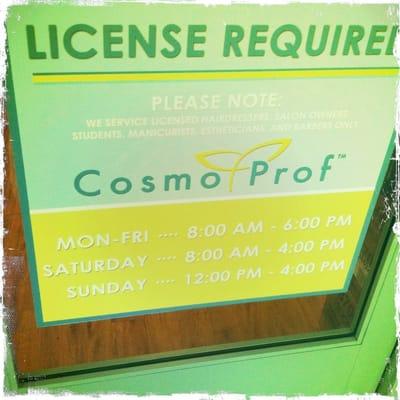 LICENSE REQUIRED
PLEASE NOTE:
WE SERVICE LICENSED HAIRDRESSERS, SALON OWNERS,
STUDENTS, MANICURISTS, ESTHETICIANS, AND BARBERS ONLY
CosmoProf™
MON-FRI .... 8:00 AM - 6:00 PM
SATURDAY .... 8:00 AM - 4:00 PM
SUNDAY .... 12:00 PM - 4:00 PM